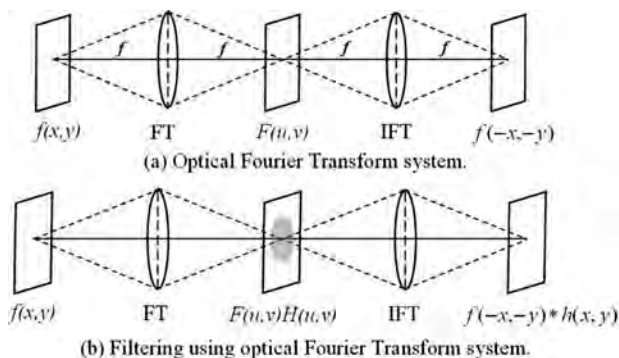 f f f f
f(x,y) FT F(u,v) IFT f(-x,-y)
(a) Optical Fourier Transform system.
f(x,y) FT F(u,v)H(u,v) IFT f(-x,-y)*h(x,y)
(b) Filtering using optical Fourier Transform system.